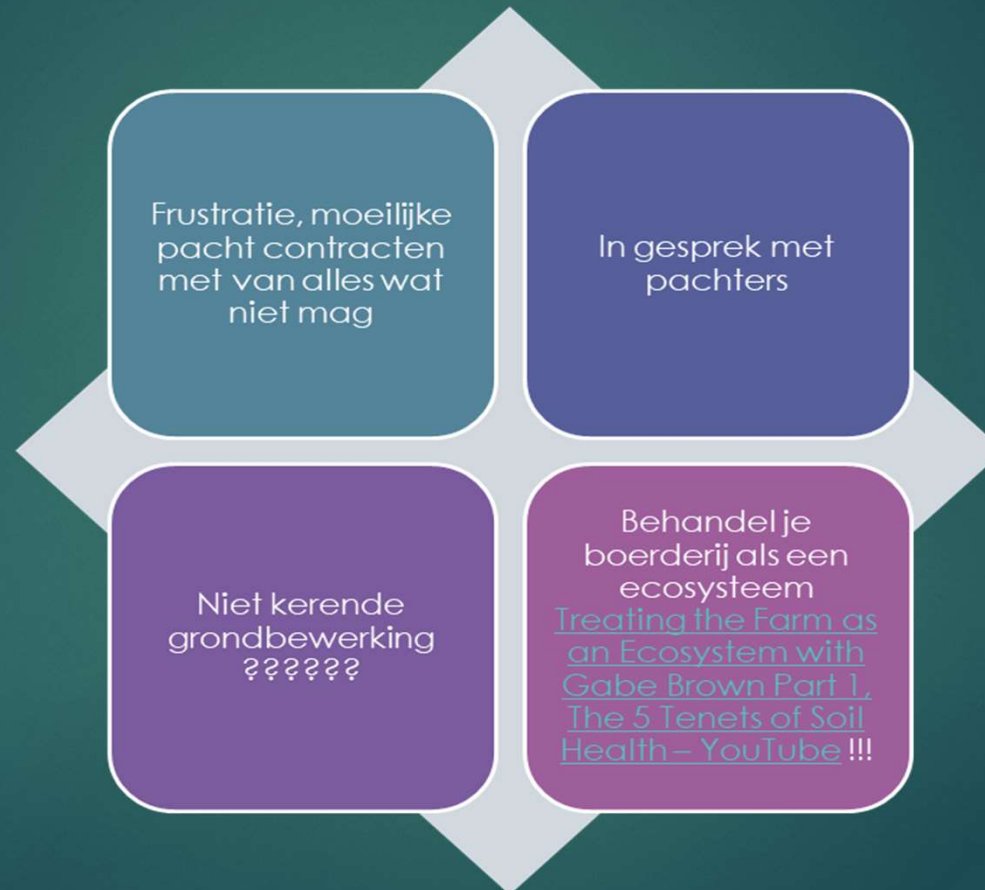 Frustratie, moeilijke
pacht contracten
met van alles wat
niet mag
In gesprek met
pachters
Niet kerende
grondbewerking
??????
Behandel je
boerderij als een
ecosysteem
Treating the Farm as
an Ecosystem with
Gabe Brown Part 1,
The 5 Tenets of Soil
Health – YouTube !!!